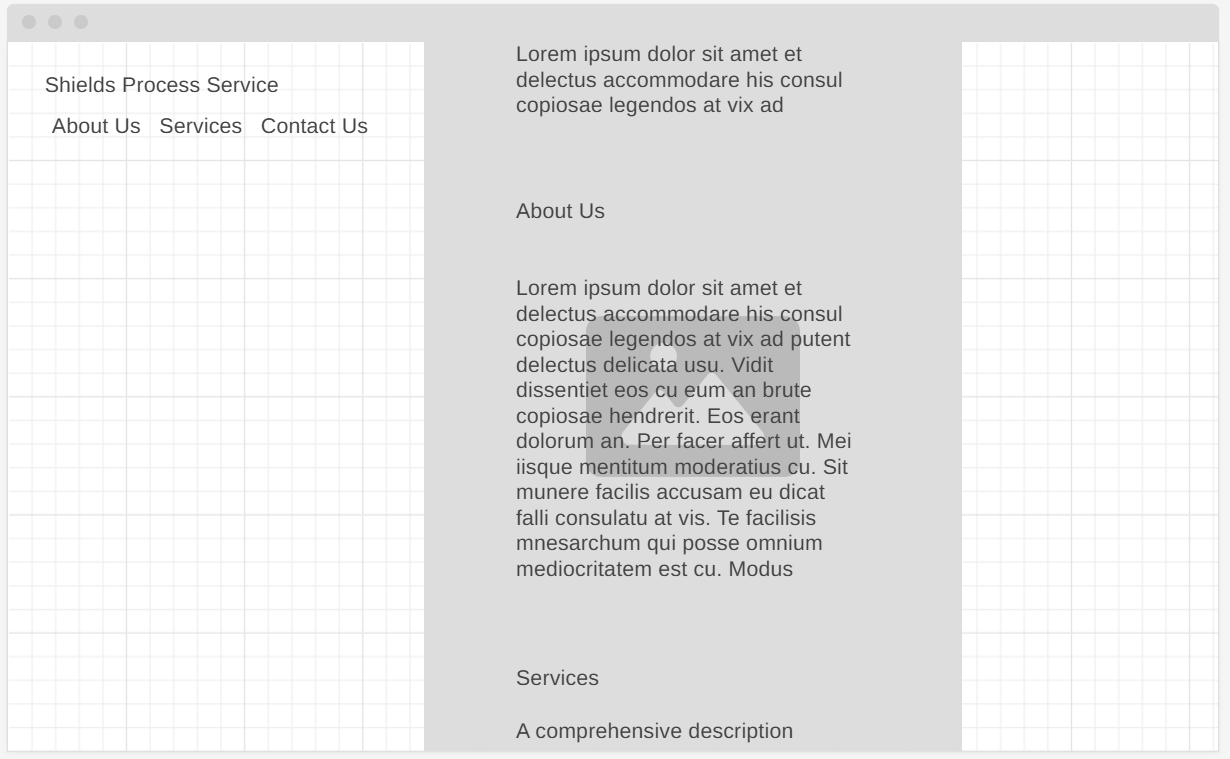 Shields Process Service
About Us Services Contact Us
Lorem ipsum dolor sit amet et
delectus accommodare his consul
copiosae legendos at vix ad
About Us
Lorem ipsum dolor sit amet et
delectus accommodare his consul
copiosae legendos at vix ad putent
delectus delicata usu. Vidit
dissentiet eos cu eum an brute
copiosae hendrerit. Eos erant
dolorum an. Per facer affert ut. Mei
iisque mentitum moderatius cu. Sit
munere facilis accusam eu dicat
falli consulatu at vis. Te facilisis
mnesarchum qui posse omnium
mediocritatem est cu. Modus
Services
A comprehensive description